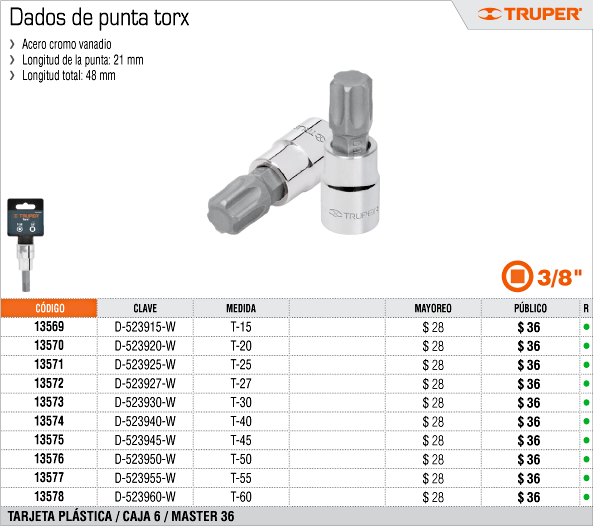 Dados de punta torx
TRUPER®
› Acero cromo vanadio
› Longitud de la punta: 21 mm
› Longitud total: 48 mm
TRUPER
TRUPER
3/8"
CÓDIGO CLAVE MEDIDA MAYOREO PÚBLICO R
13569 D-523915-W T-15 $ 28 $ 36
13570 D-523920-W T-20 $ 28 $ 36
13571 D-523925-W T-25 $ 28 $ 36
13572 D-523927-W T-27 $ 28 $ 36
13573 D-523930-W T-30 $ 28 $ 36
13574 D-523940-W T-40 $ 28 $ 36
13575 D-523945-W T-45 $ 28 $ 36
13576 D-523950-W T-50 $ 28 $ 36
13577 D-523955-W T-55 $ 28 $ 36
13578 D-523960-W T-60 $ 28 $ 36
TARJETA PLÁSTICA / CAJA 6 / MASTER 36